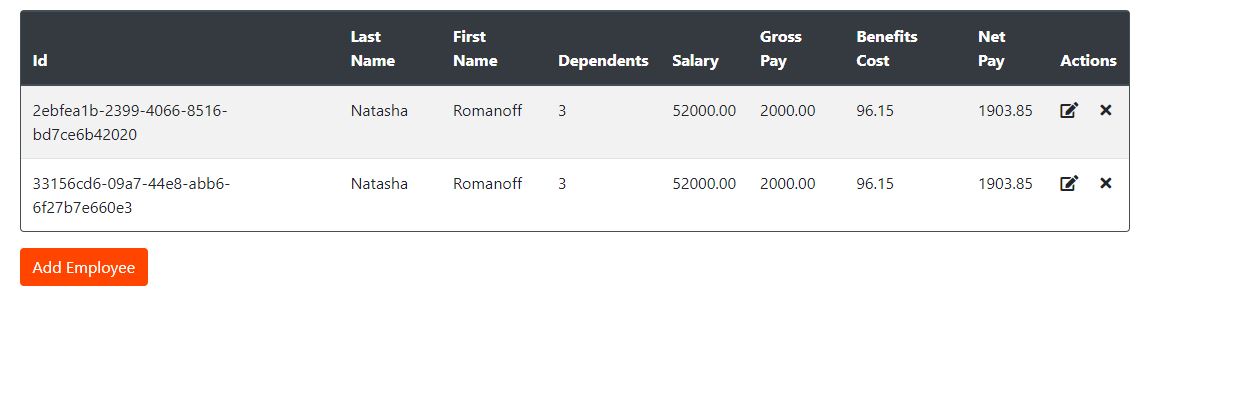 Id Last Name First Name Dependents Salary Gross Pay Benefits Cost Net Pay Actions
2ebfea1b-2399-4066-8516-bd7ce6b42020 Natasha Romanoff 3 52000.00 2000.00 96.15 1903.85
33156cd6-09a7-44e8-abb6-6f27b7e660e3 Natasha Romanoff 3 52000.00 2000.00 96.15 1903.85
Add Employee